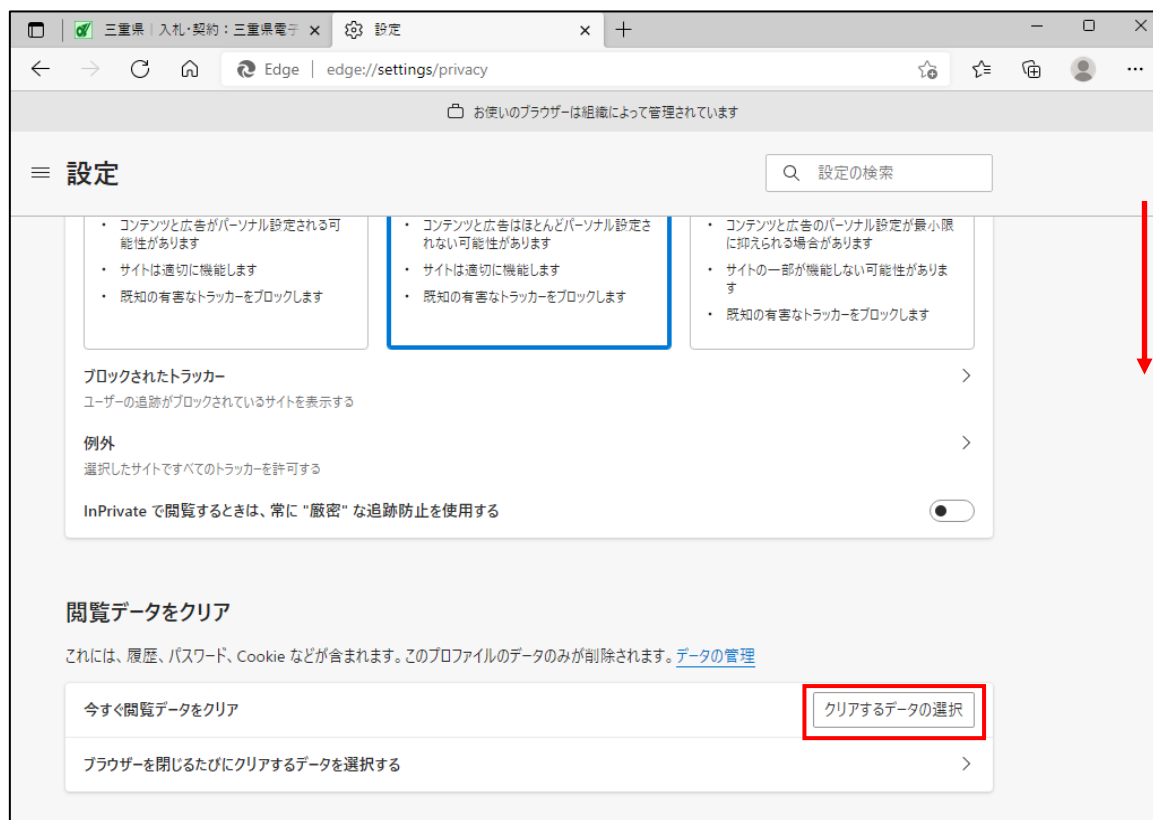 三重県 | 入札・契約：三重県電子
設定
Edge | edge://settings/privacy
お使いのブラウザーは組織によって管理されています
設定
設定の検索
• コンテンツと広告がパーソナル設定される可
能性があります
• サイトは適切に機能します
• 既知の有害なトラッカーをブロックします
• コンテンツと広告はほとんどパーソナル設定さ
れない可能性があります
• サイトは適切に機能します
• 既知の有害なトラッカーをブロックします
• コンテンツと広告のパーソナル設定が最小限
に抑えられる場合があります
• サイトの一部が機能しない可能性がありま
す
• 既知の有害なトラッカーをブロックします
ブロックされたトラッカー
ユーザーの追跡がブロックされているサイトを表示する
例外
選択したサイトですべてのトラッカーを許可する
InPrivate で閲覧するときは、常に "厳密" な追跡防止を使用する
閲覧データをクリア
これには、履歴、パスワード、Cookie などが含まれます。このプロファイルのデータのみが削除されます。データの管理
今すぐ閲覧データをクリア
クリアするデータの選択
ブラウザーを閉じるたびにクリアするデータを選択する